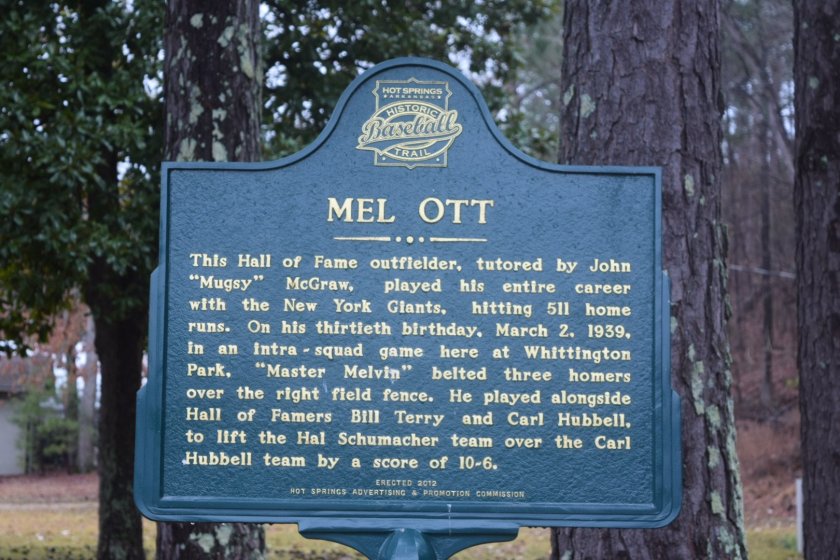 HOT SPRINGS
ARKANSAS
HISTORIC
Baseball
TRAIL
MEL OTT
This Hall of Fame outfielder, tutored by John
“Mugsy” McGraw, played his entire career
with the New York Giants, hitting 511 home
runs. On his thirtieth birthday, March 2, 1939,
in an intra-squad game here at Whittington
Park, “Master Melvin” belted three homers
over the right field fence. He played alongside
Hall of Famers Bill Terry and Carl Hubbell,
to lift the Hal Schumacher team over the Carl
Hubbell team by a score of 10-6.
ERECTED 2012
HOT SPRINGS ADVERTISING & PROMOTION COMMISSION